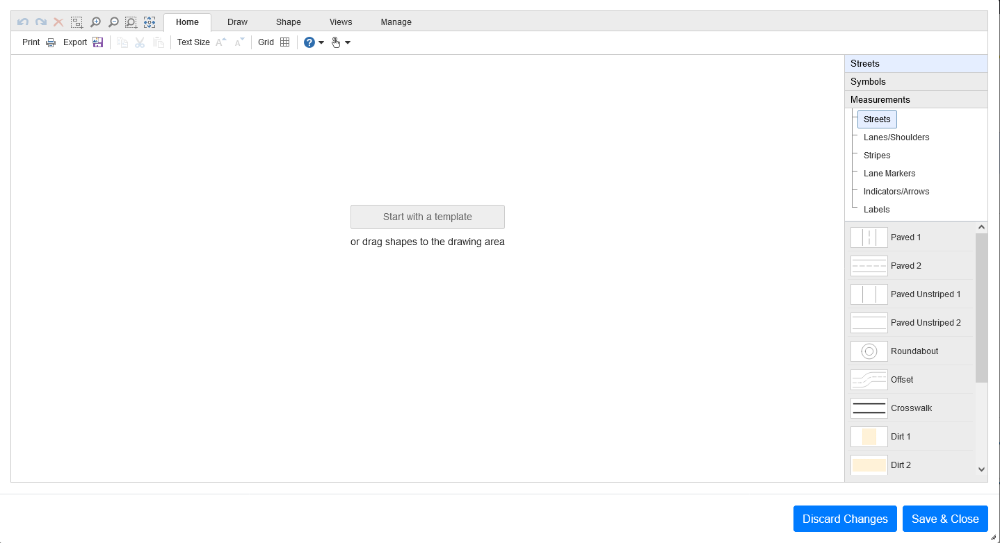 Home Draw Shape Views Manage
Print Export Text Size A A Grid ?
Streets
Symbols
Measurements
Streets
Lanes/Shoulders
Stripes
Lane Markers
Indicators/Arrows
Labels
Start with a template
or drag shapes to the drawing area
Paved 1
Paved 2
Paved Unstriped 1
Paved Unstriped 2
Roundabout
Offset
Crosswalk
Dirt 1
Dirt 2
Discard Changes Save & Close